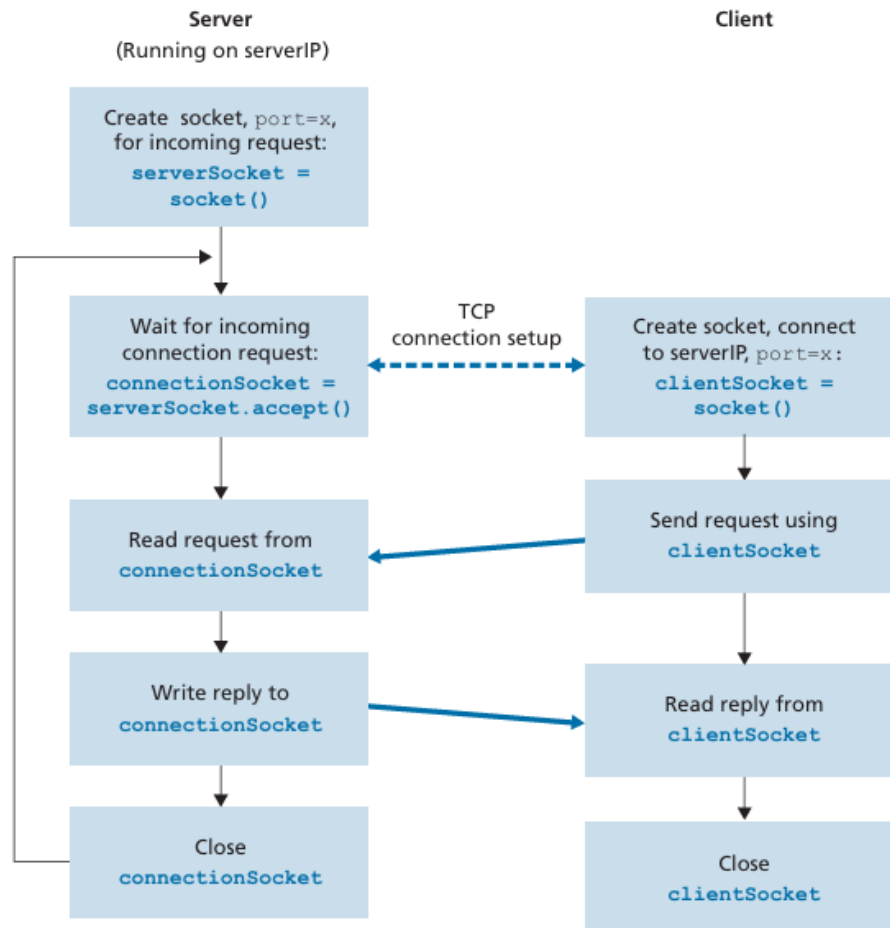 Server
(Running on serverIP)
Create socket, port=x,
for incoming request:
serverSocket =
socket()
Wait for incoming
connection request:
connectionSocket =
serverSocket.accept()
Read request from
connectionSocket
Write reply to
connectionSocket
Close
connectionSocket
TCP
connection setup
Client
Create socket, connect
to serverIP, port=x:
clientSocket =
socket()
Send request using
clientSocket
Read reply from
clientSocket
Close
clientSocket